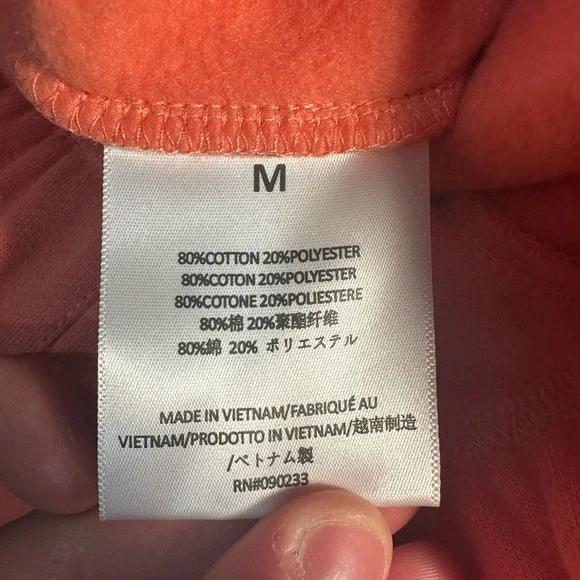 M
80%COTTON 20%POLYESTER
80%COTON 20%POLYESTER
80%COTONE 20%POLIESTERE
80%棉 20%聚酯纤维
80%綿 20% ポリエステル
MADE IN VIETNAM/FABRIQUÉ AU
VIETNAM/PRODOTTO IN VIETNAM/越南制造
/ベトナム製
RN#090233